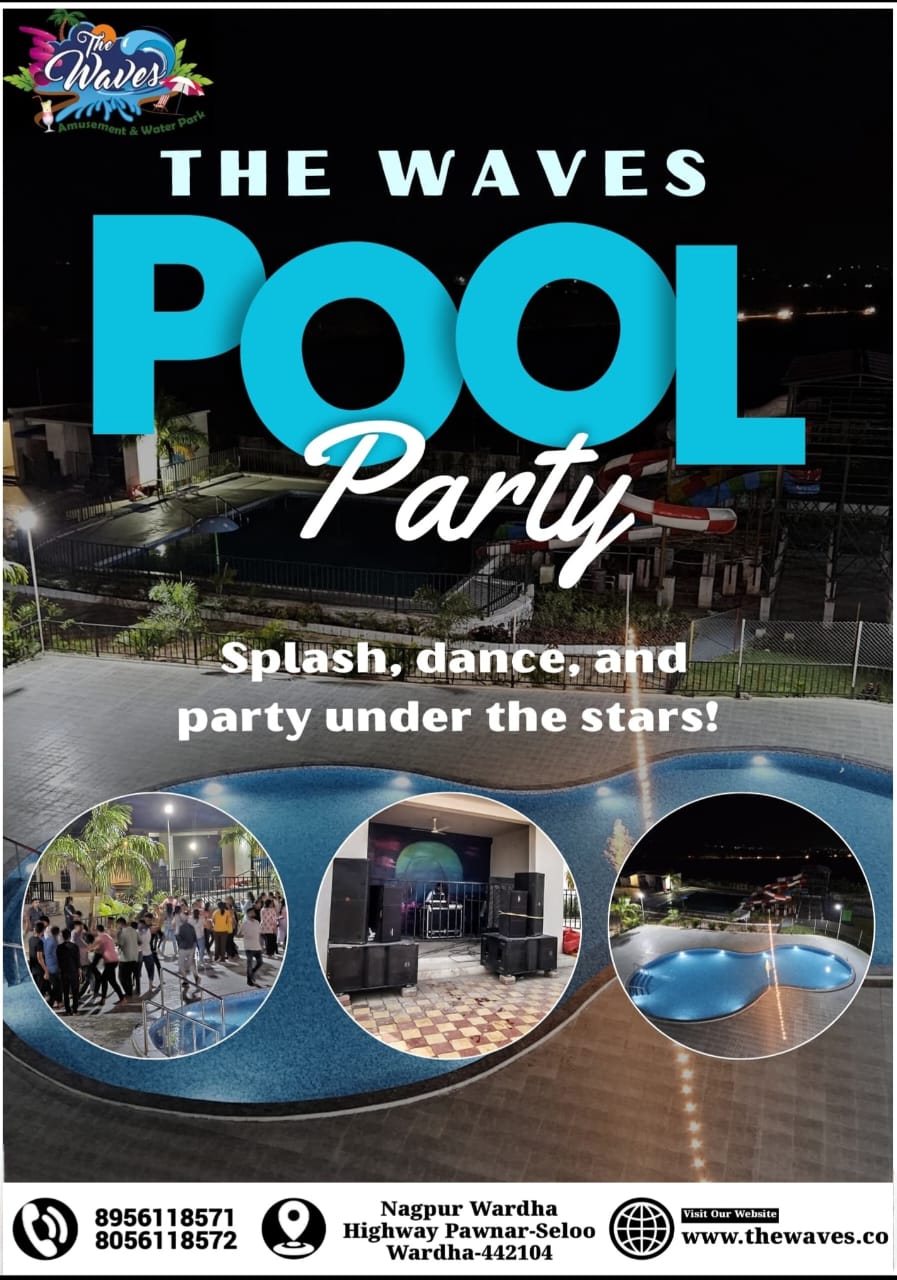 The
Waves
Amusement & Water Park
THE WAVES
POOL
Party
Splash, dance, and
party under the stars!
8956118571
8056118572
Nagpur Wardha
Highway Pawnar-Seloo
Wardha-442104
Visit Our Website
www.thewaves.co